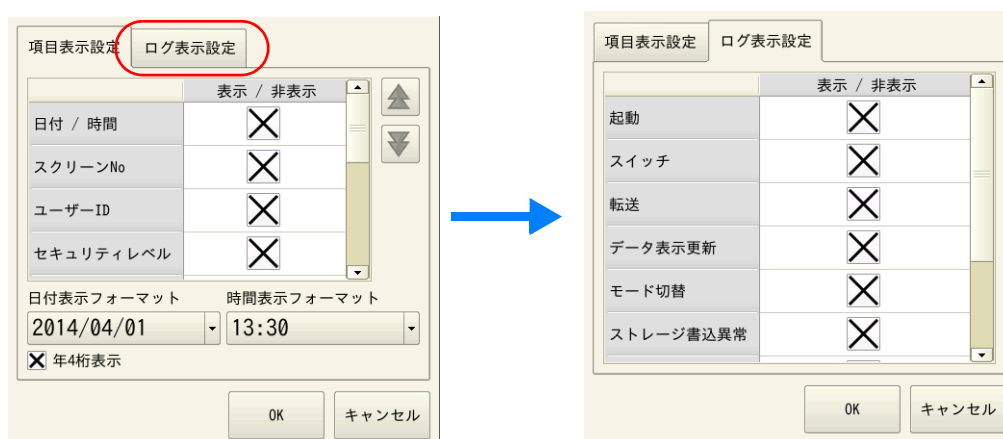 項目表示設定 ログ表示設定
表示 / 非表示
日付 / 時間
スクリーンNo
ユーザーID
セキュリティレベル
日付表示フォーマット 時間表示フォーマット
2014/04/01 13:30
年4桁表示
OK キャンセル
項目表示設定 ログ表示設定
表示 / 非表示
起動
スイッチ
転送
データ表示更新
モード切替
ストレージ書込異常
OK キャンセル